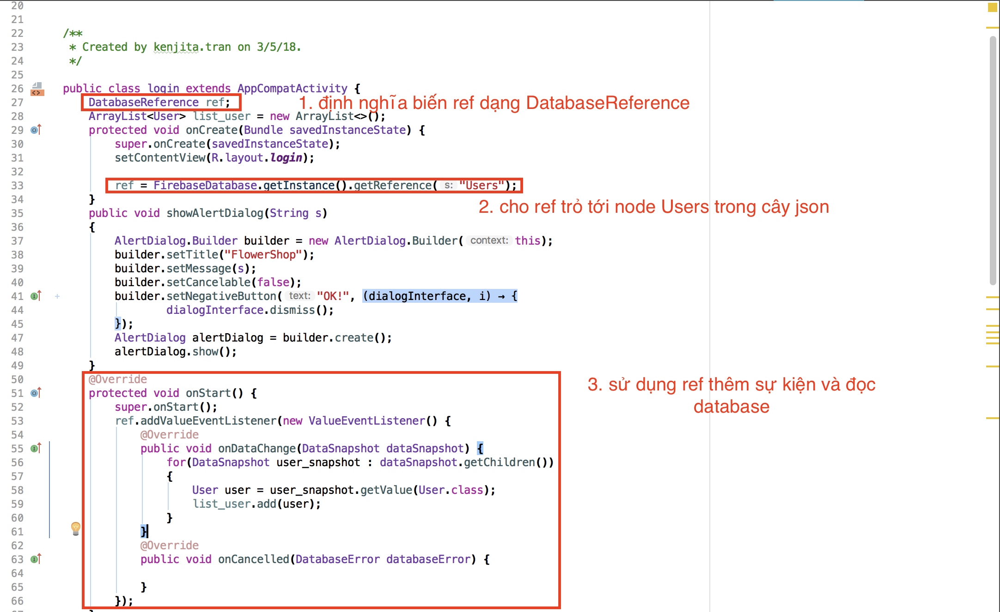 20
21
22 /**
23 * Created by kenjita.tran on 3/5/18.
24 */
25
26 public class login extends AppCompatActivity {
27 DatabaseReference ref;
1. định nghĩa biến ref dạng DatabaseReference
28 ArrayList<User> list_user = new ArrayList<>();
29 protected void onCreate(Bundle savedInstanceState) {
30 super.onCreate(savedInstanceState);
31 setContentView(R.layout.login);
32
33 ref = FirebaseDatabase.getInstance().getReference( s: "Users");
34 }
2. cho ref trỏ tới node Users trong cây json
35 public void showAlertDialog(String s)
36 {
37 AlertDialog.Builder builder = new AlertDialog.Builder( context: this);
38 builder.setTitle("FlowerShop");
39 builder.setMessage(s);
40 builder.setCancelable(false);
41 builder.setNegativeButton( text: "OK!", (dialogInterface, i) → {
44 dialogInterface.dismiss();
45 });
47 AlertDialog alertDialog = builder.create();
48 alertDialog.show();
49 }
50 @Override
3. sử dụng ref thêm sự kiện và đọc
database
51 protected void onStart() {
52 super.onStart();
53 ref.addValueEventListener(new ValueEventListener() {
54 @Override
55 public void onDataChange(DataSnapshot dataSnapshot) {
56 for(DataSnapshot user_snapshot : dataSnapshot.getChildren())
57 {
58 User user = user_snapshot.getValue(User.class);
59 list_user.add(user);
60 }
61 }
62 @Override
63 public void onCancelled(DatabaseError databaseError) {
64
65 }
66 });